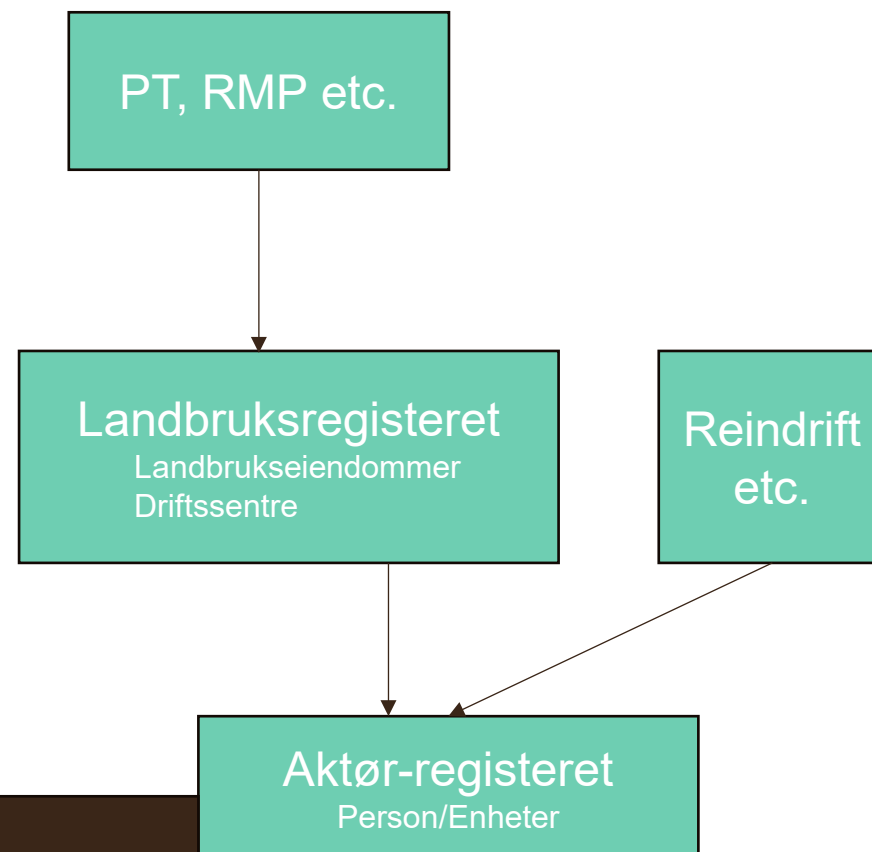 PT, RMP etc.
Landbruksregisteret
Landbrukseiendommer
Driftssentre
Reindrift
etc.
Aktør-registeret
Person/Enheter